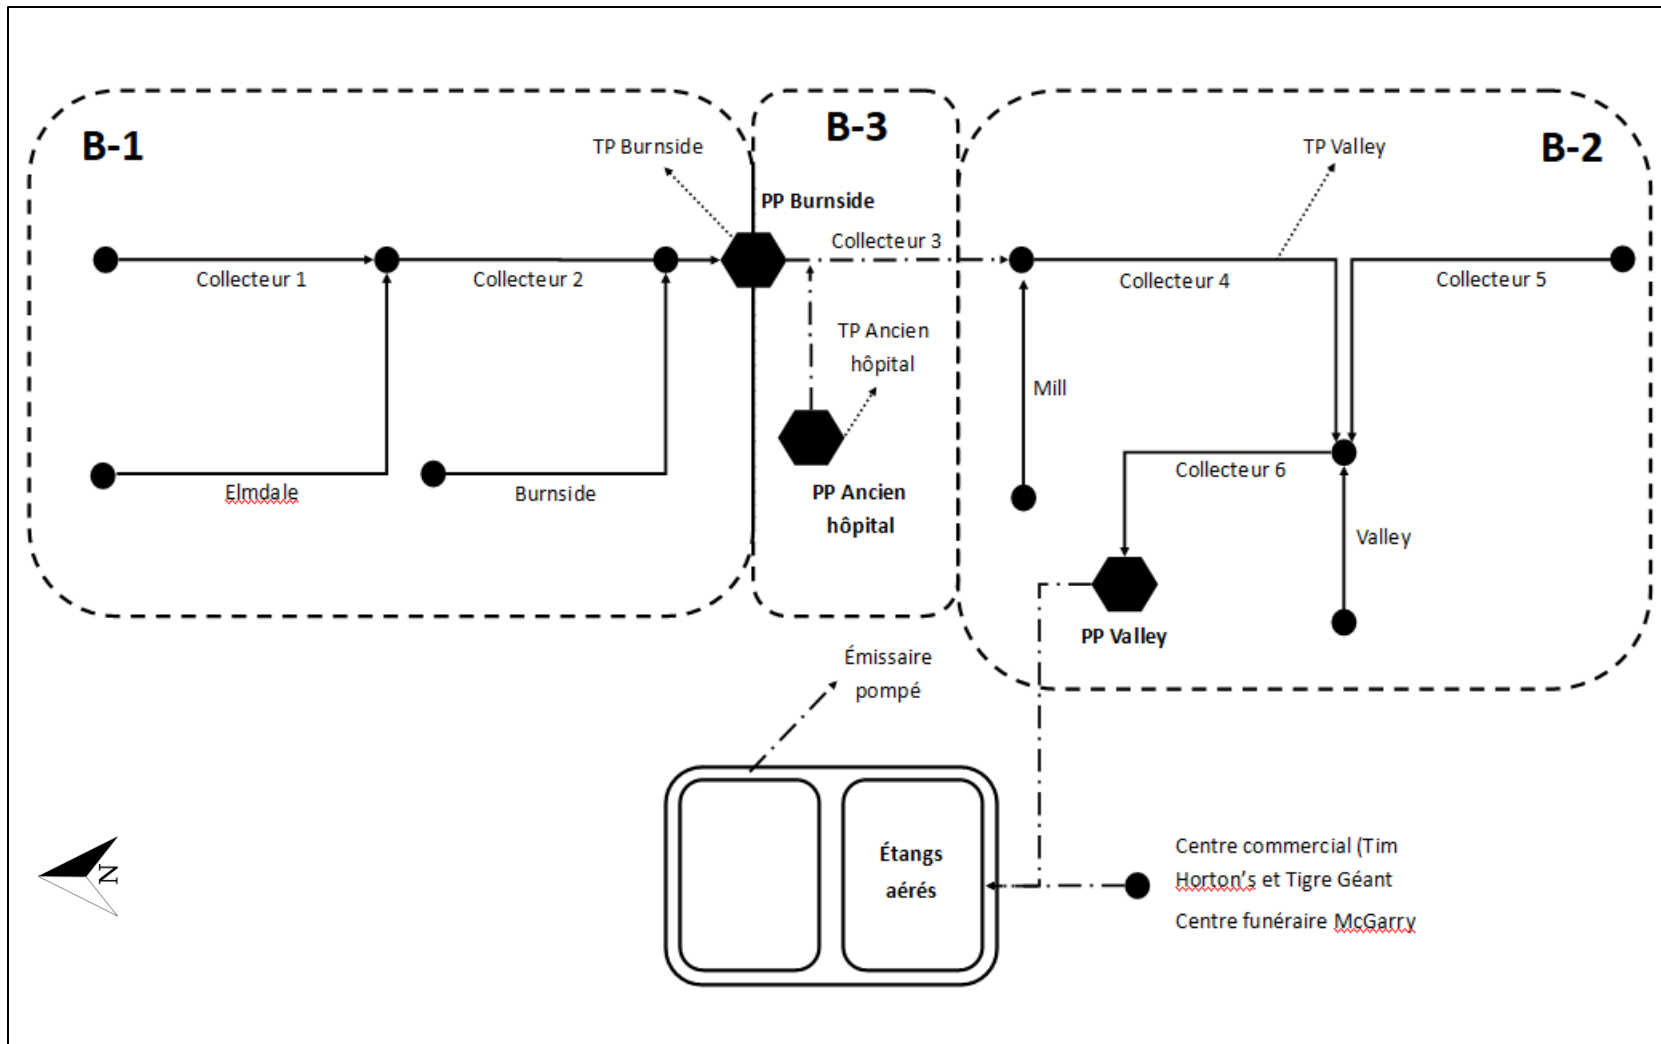 B-1
B-3
B-2
TP Burnside
TP Valley
PP Burnside
Collecteur 3
Collecteur 1
Collecteur 2
Collecteur 4
Collecteur 5
TP Ancien
hôpital
Mill
Elmdale
Burnside
PP Ancien
hôpital
Collecteur 6
Valley
PP Valley
Émissaire
pompé
Étangs
aérés
Centre commercial (Tim
Horton's et Tigre Géant
Centre funéraire McGarry
N